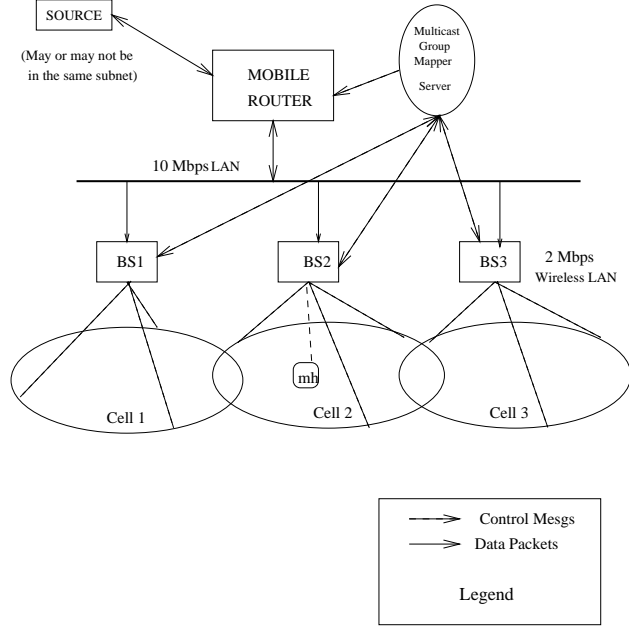 SOURCE
(May or may not be
in the same subnet)
MOBILE
ROUTER
Multicast
Group
Mapper
Server
10 Mbps LAN
BS1
BS2
BS3
2 Mbps
Wireless LAN
mh
Cell 1
Cell 2
Cell 3
Control Mesgs
Data Packets
Legend